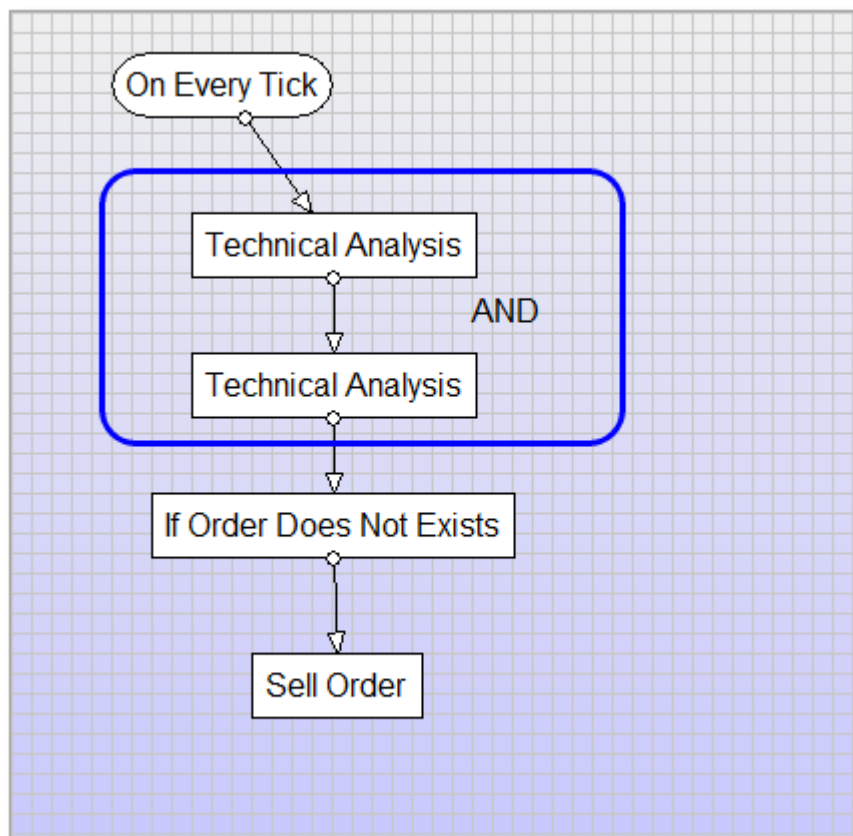 On Every Tick
Technical Analysis
AND
Technical Analysis
If Order Does Not Exists
Sell Order